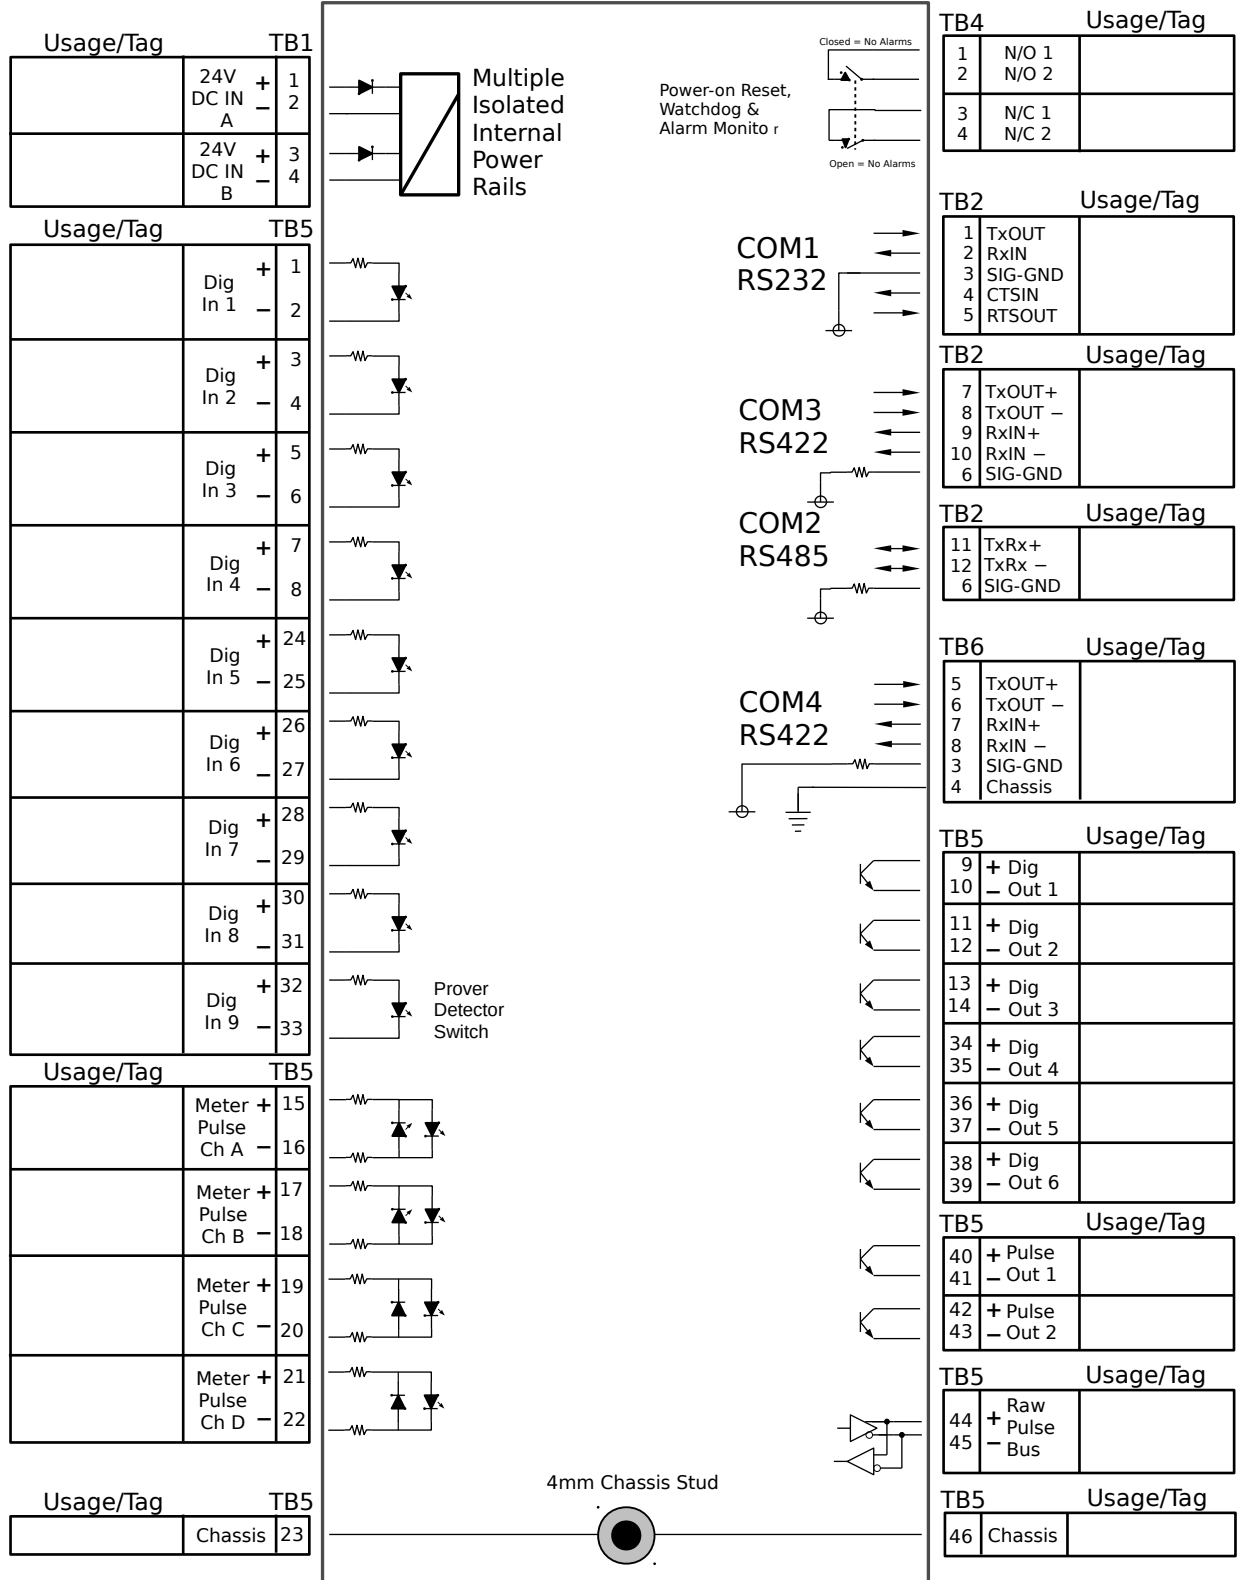 Usage/Tag TB1
24V + 1
DC IN − 2
A
24V + 3
DC IN − 4
B
Usage/Tag TB5
+ 1
Dig
In 1
− 2
+ 3
Dig
In 2
− 4
+ 5
Dig
In 3
− 6
+ 7
Dig
In 4
− 8
+ 24
Dig
In 5
− 25
+ 26
Dig
In 6
− 27
+ 28
Dig
In 7
− 29
+ 30
Dig
In 8
− 31
+ 32
Dig
In 9
− 33
Usage/Tag TB5
Meter + 15
Pulse
Ch A − 16
Meter + 17
Pulse
Ch B − 18
Meter + 19
Pulse
Ch C − 20
Meter + 21
Pulse
Ch D − 22
Usage/Tag TB5
Chassis 23
Multiple
Isolated
Internal
Power
Rails
Closed = No Alarms
Power-on Reset,
Watchdog &
Alarm Monito r
Open = No Alarms
COM1
RS232
COM3
RS422
COM2
RS485
COM4
RS422
Prover
Detector
Switch
4mm Chassis Stud
TB4 Usage/Tag
1 N/O 1
2 N/O 2
3 N/C 1
4 N/C 2
TB2 Usage/Tag
1 TxOUT
2 RxIN
3 SIG-GND
4 CTSIN
5 RTSOUT
TB2 Usage/Tag
7 TxOUT+
8 TxOUT −
9 RxIN+
10 RxIN −
6 SIG-GND
TB2 Usage/Tag
11 TxRx+
12 TxRx −
6 SIG-GND
TB6 Usage/Tag
5 TxOUT+
6 TxOUT −
7 RxIN+
8 RxIN −
3 SIG-GND
4 Chassis
TB5 Usage/Tag
9 + Dig
10 − Out 1
11 + Dig
12 − Out 2
13 + Dig
14 − Out 3
34 + Dig
35 − Out 4
36 + Dig
37 − Out 5
38 + Dig
39 − Out 6
TB5 Usage/Tag
40 + Pulse
41 − Out 1
42 + Pulse
43 − Out 2
TB5 Usage/Tag
Raw
44 + Pulse
45 − Bus
TB5 Usage/Tag
46 Chassis